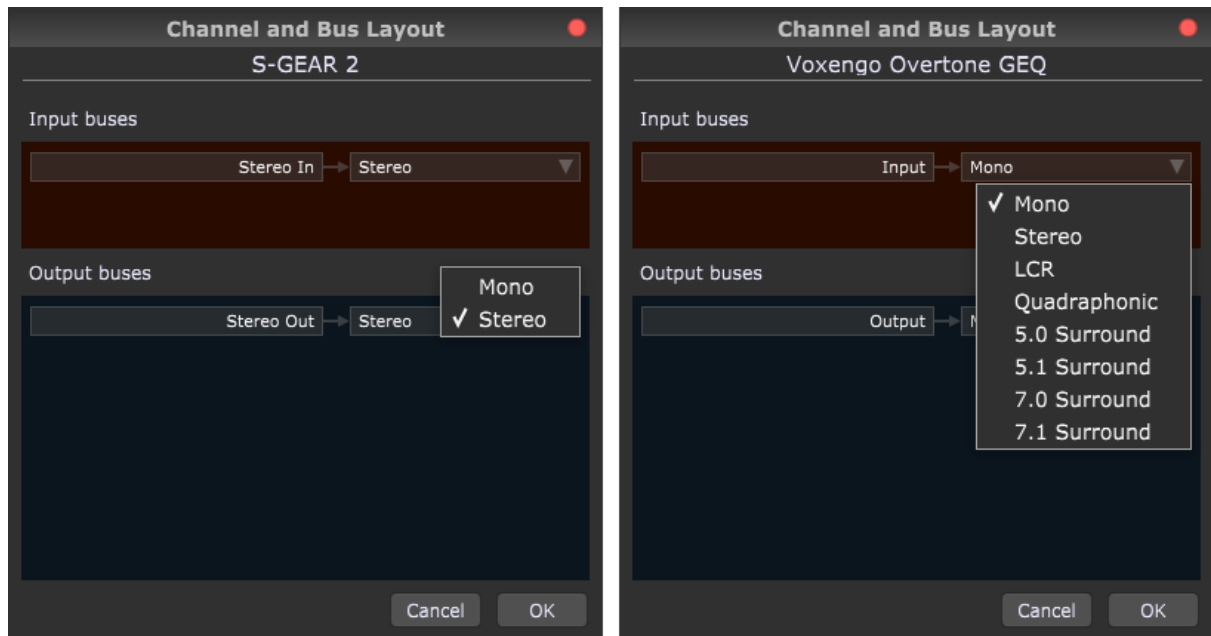 Channel and Bus Layout
S-GEAR 2
Input buses
Stereo In
Stereo
Output buses
Mono
Stereo Out
Stereo
✓ Stereo
Cancel
OK
Channel and Bus Layout
Voxengo Overtone GEQ
Input buses
Input
Mono
✓ Mono
Stereo
LCR
Quadraphonic
5.0 Surround
5.1 Surround
7.0 Surround
7.1 Surround
Output buses
Output
Cancel
OK